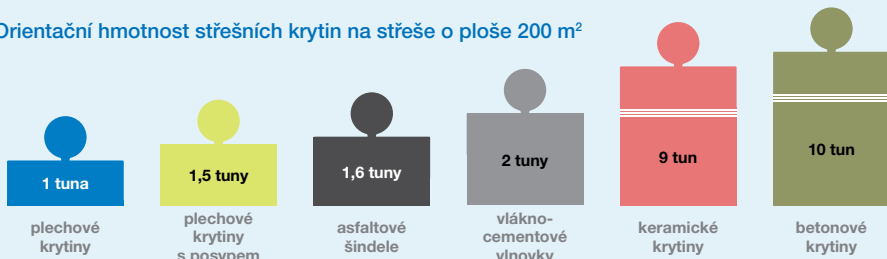 Orientační hmotnost střešních krytin na střeše o ploše 200 m²
1 tuna
1,5 tuny
1,6 tuny
2 tuny
9 tun
10 tun
plechové
krytiny
plechové
krytiny
s posypem
asfaltové
šindele
vlákno-
cementové
vlnovky
keramické
krytiny
betonové
krytiny